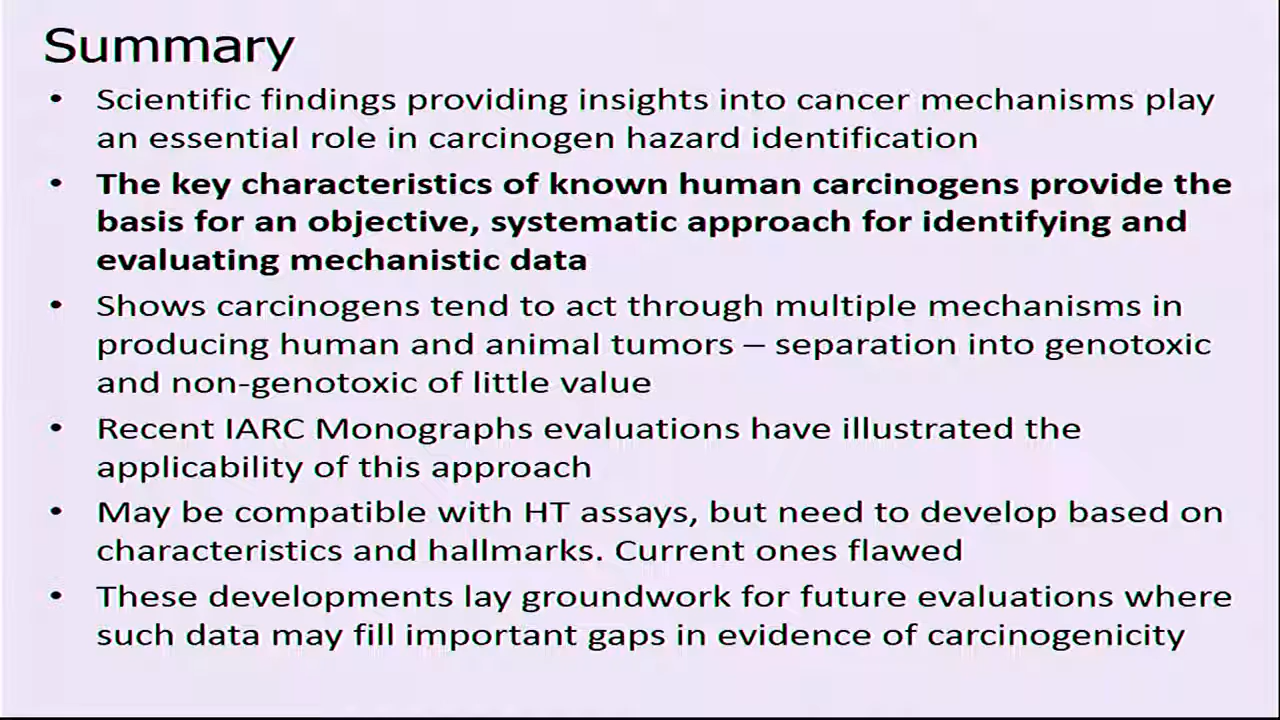 Summary
• Scientific findings providing insights into cancer mechanisms play
an essential role in carcinogen hazard identification
• The key characteristics of known human carcinogens provide the
basis for an objective, systematic approach for identifying and
evaluating mechanistic data
• Shows carcinogens tend to act through multiple mechanisms in
producing human and animal tumors – separation into genotoxic
and non-genotoxic of little value
• Recent IARC Monographs evaluations have illustrated the
applicability of this approach
• May be compatible with HT assays, but need to develop based on
characteristics and hallmarks. Current ones flawed
• These developments lay groundwork for future evaluations where
such data may fill important gaps in evidence of carcinogenicity